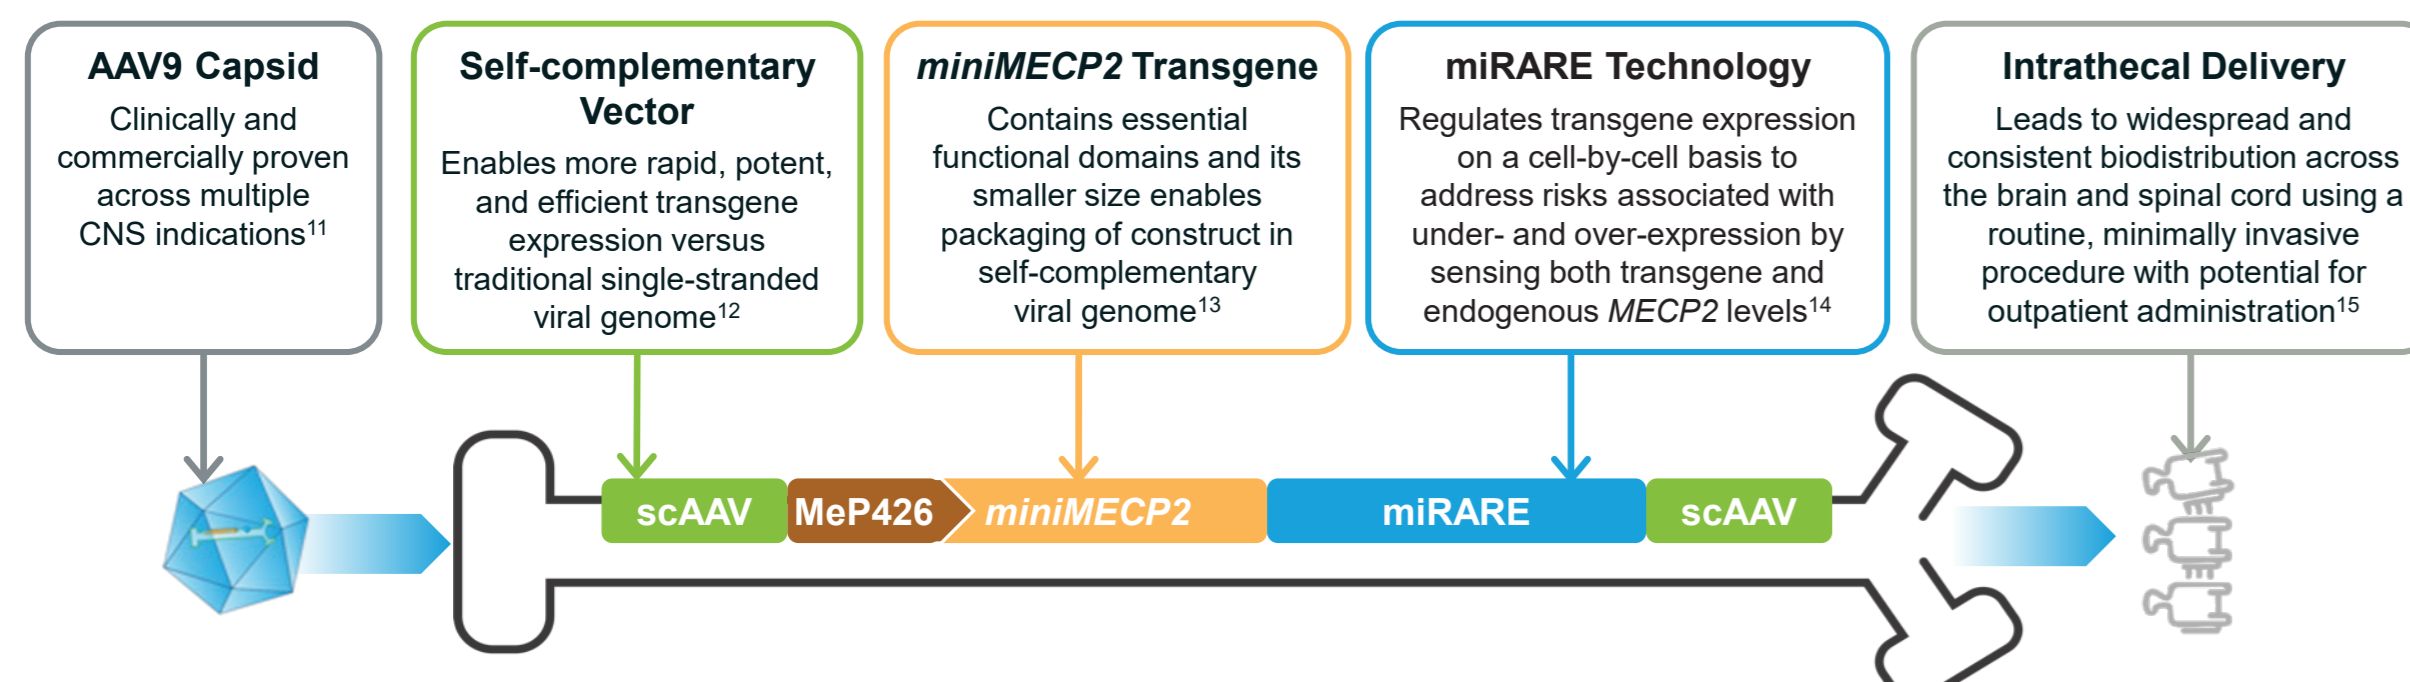 AAV9 Capsid
Clinically and
commercially proven
across multiple
CNS indications11
Self-complementary
Vector
Enables more rapid, potent,
and efficient transgene
expression versus
traditional single-stranded
viral genome12
miniMECP2 Transgene
Contains essential
functional domains and its
smaller size enables
packaging of construct in
self-complementary
viral genome13
miRARE Technology
Regulates transgene expression
on a cell-by-cell basis to
address risks associated with
under- and over-expression by
sensing both transgene and
endogenous MECP2 levels14
Intrathecal Delivery
Leads to widespread and
consistent biodistribution across
the brain and spinal cord using a
routine, minimally invasive
procedure with potential for
outpatient administration15
scAAV
MeP426
miniMECP2
miRARE
scAAV